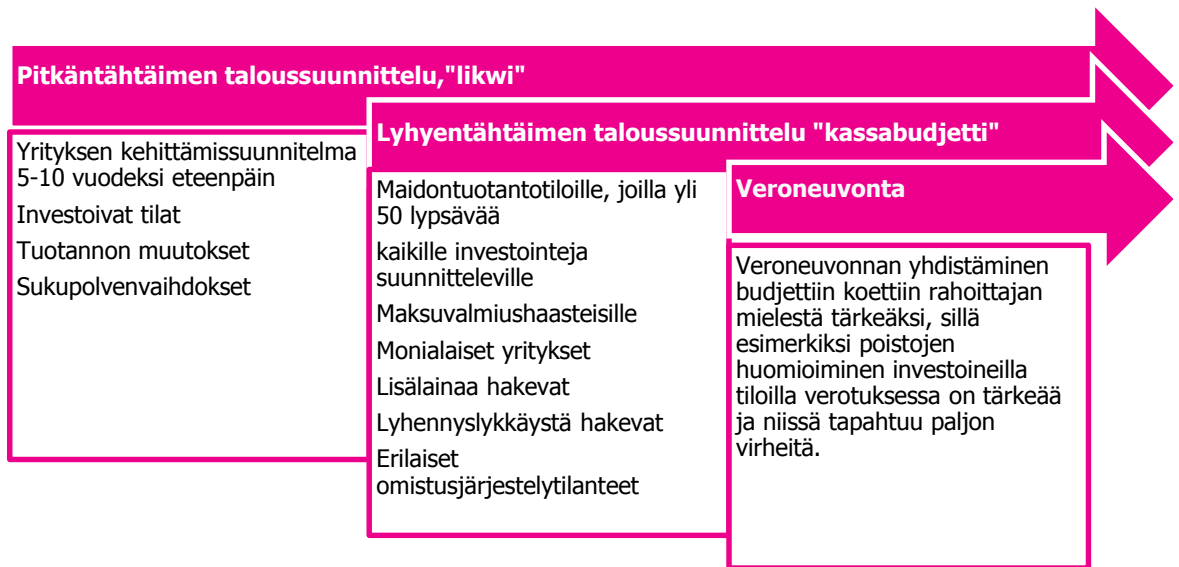 Pitkäntähtäimen taloussuunnittelu,"likwi"
Yrityksen kehittämissuunnitelma
5-10 vuodeksi eteenpäin
Investoivat tilat
Tuotannon muutokset
Sukupolvenvaihdokset
Lyhyentähtäimen taloussuunnittelu "kassabudjetti"
Maidontuotantotiloille, joilla yli
50 lypsävää
kaikille investointeja
suunnitteleville
Maksuvalmiushaasteisille
Monialaiset yritykset
Lisälainaa hakevat
Lyhennyslykkäystä hakevat
Erilaiset
omistusjärjestelytilanteet
Veroneuvonta
Veroneuvonnan yhdistäminen
budjettiin koettiin rahoittajan
mielestä tärkeäksi, sillä
esimerkiksi poistojen
huomioiminen investoineilla
tiloilla verotuksessa on tärkeää
ja niissä tapahtuu paljon
virheitä.